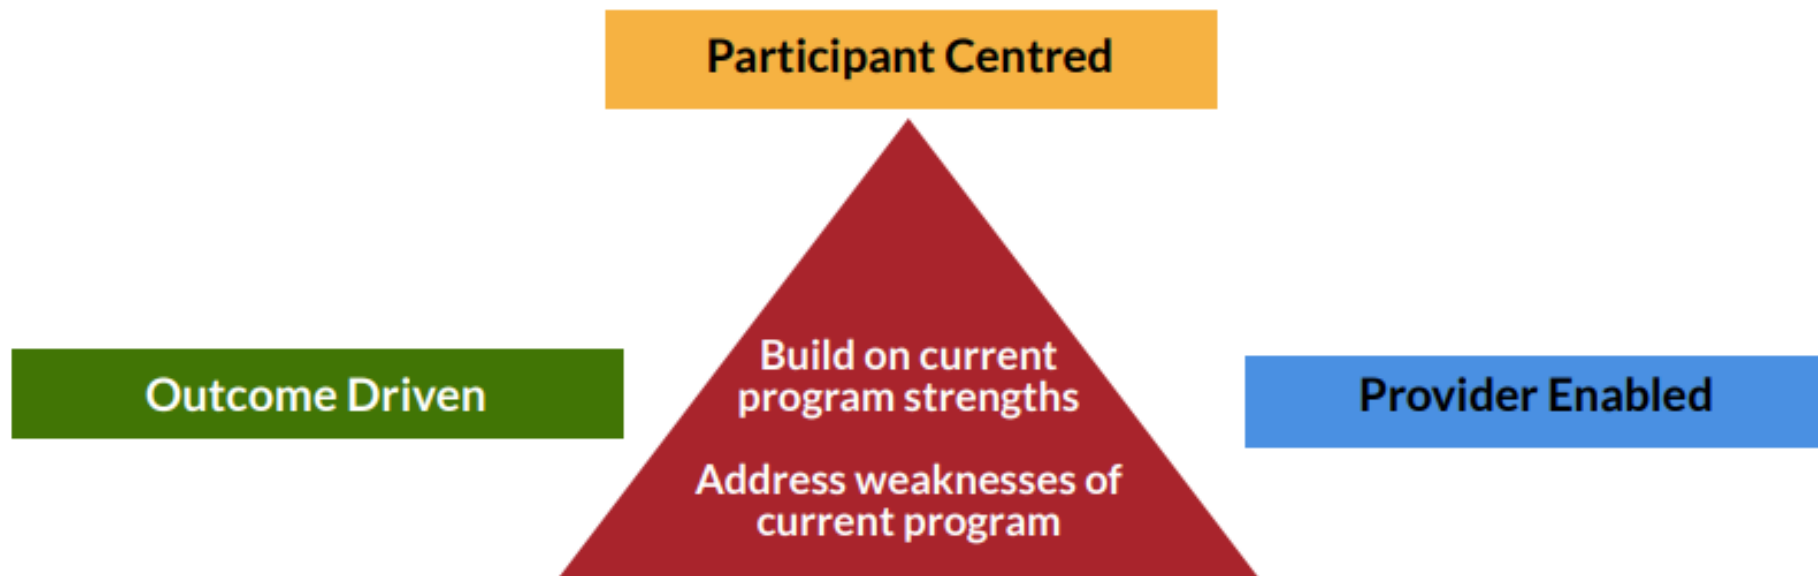 Participant Centred
Outcome Driven
Build on current
program strengths
Address weaknesses of
current program
Provider Enabled